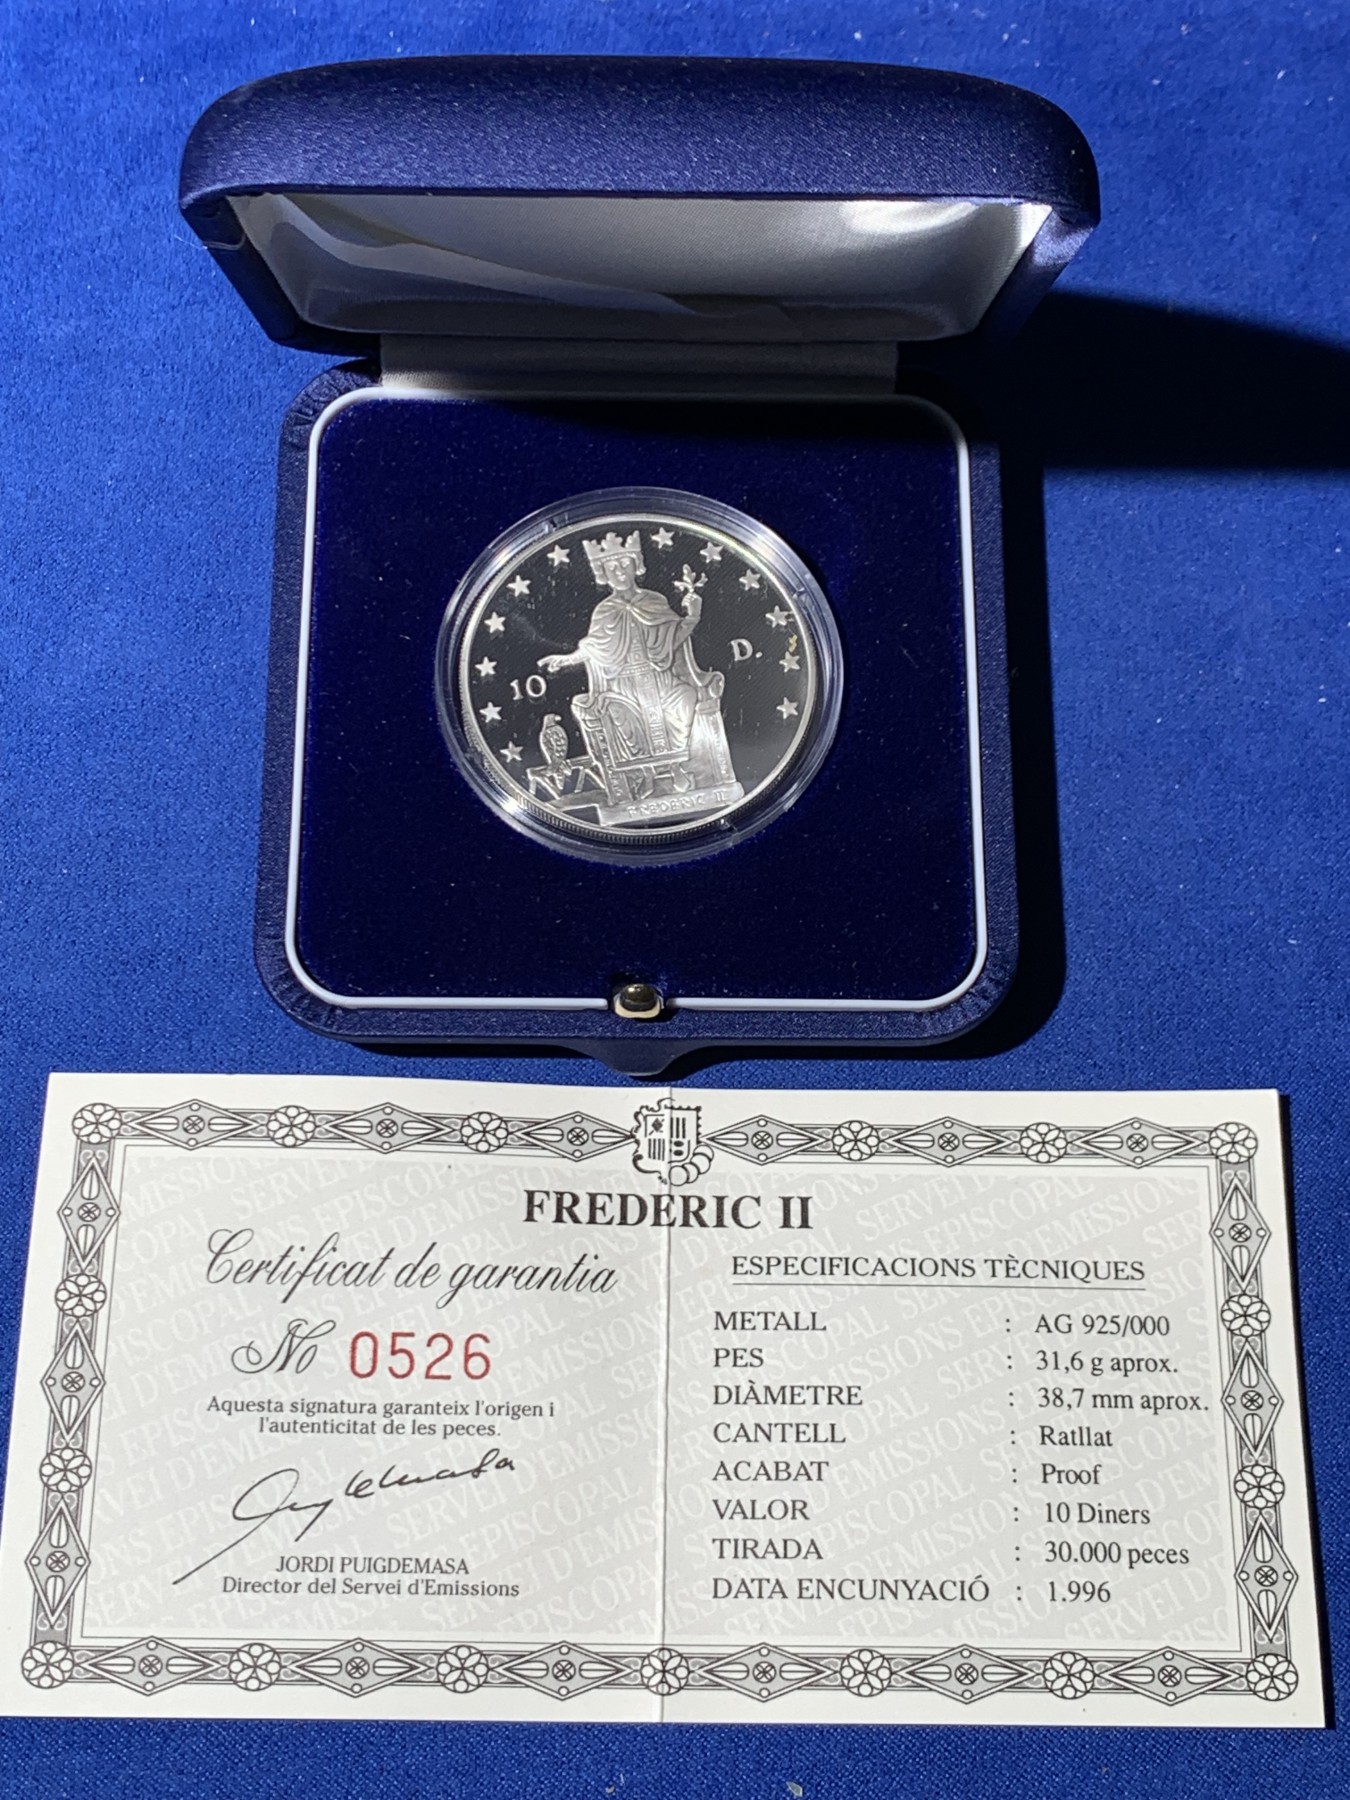 10 D.
FREDERIC II
FREDERIC II
Certificat de garantia
No 0526
Aquesta signatura garanteix l'origen i
l'autenticitat de les peces.
JORDI PUIGDEMASA
Director del Servei d'Emissions
ESPECIFICACIONS TÈCNIQUES
METALL : AG 925/000
PES : 31,6 g aprox.
DIÀMETRE : 38,7 mm aprox.
CANTELL : Ratllat
ACABAT : Proof
VALOR : 10 Diners
TIRADA : 30.000 peces
DATA ENCUNYACIÓ : 1.996